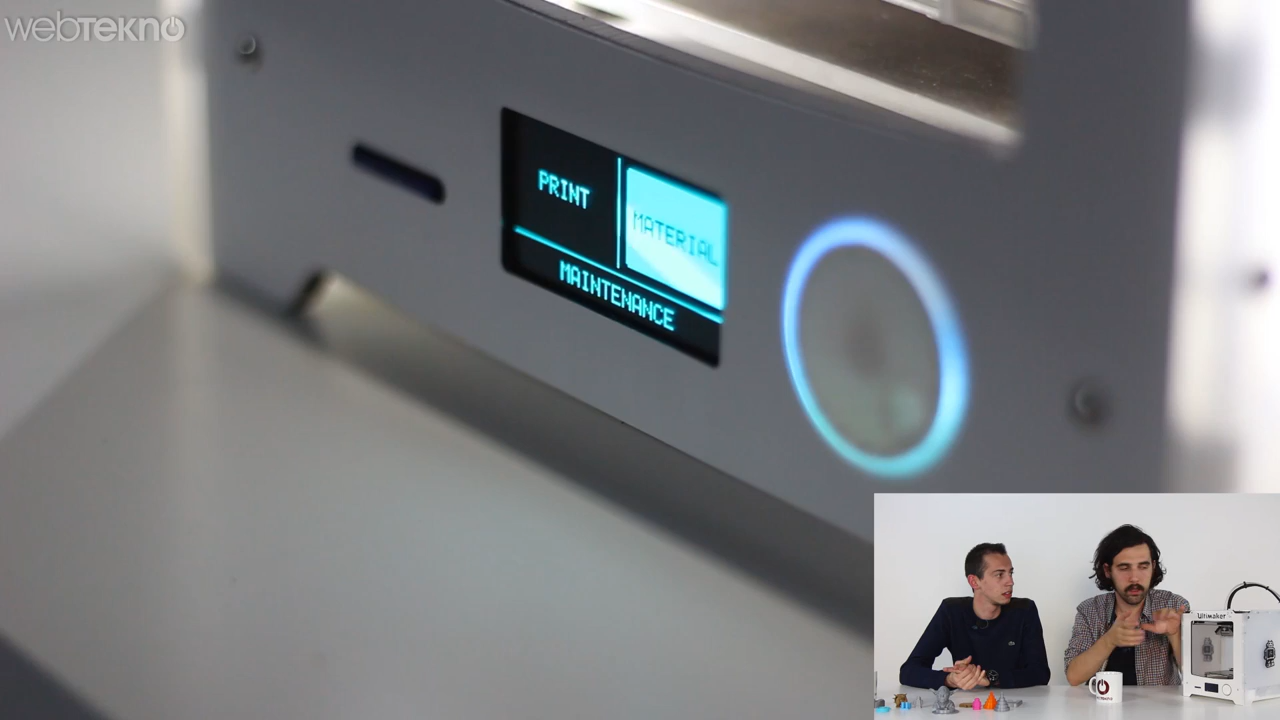 webtekno
PRINT
MATERIAL
MAINTENANCE
Ultimaker